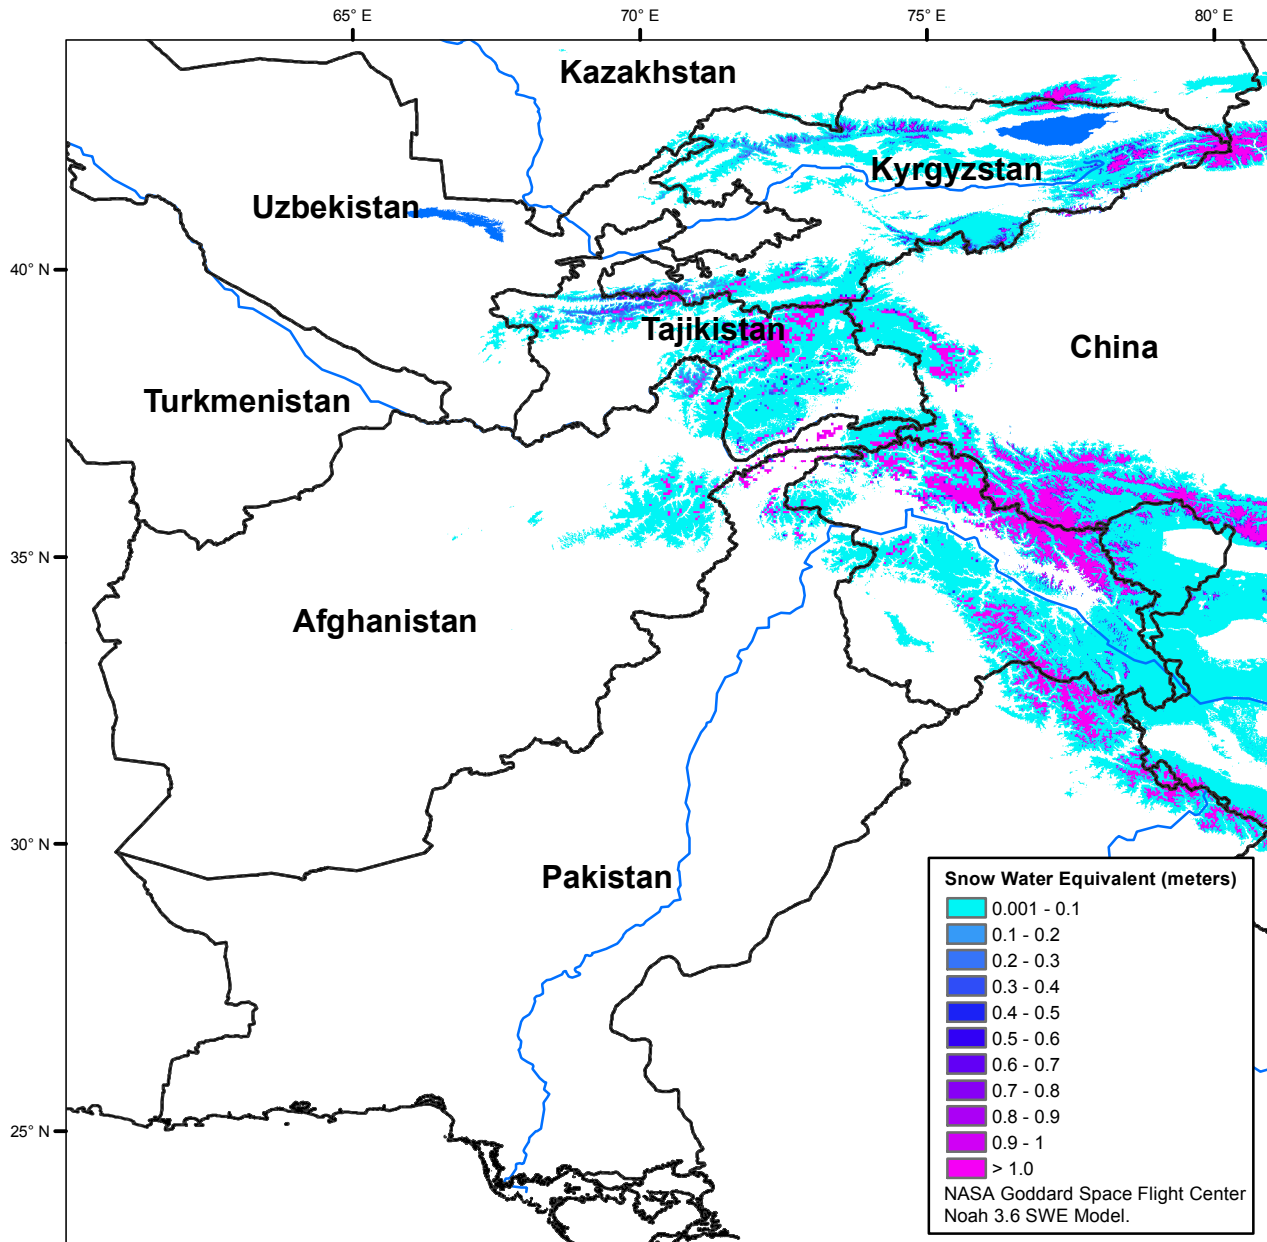 65° E
70° E
75° E
80° E
Kazakhstan
Kyrgyzstan
Uzbekistan
40° N
Tajikistan
China
Turkmenistan
35° N
Afghanistan
30° N
Pakistan
25° N
Snow Water Equivalent (meters)
0.001 - 0.1
0.1 - 0.2
0.2 - 0.3
0.3 - 0.4
0.4 - 0.5
0.5 - 0.6
0.6 - 0.7
0.7 - 0.8
0.8 - 0.9
0.9 - 1
> 1.0
NASA Goddard Space Flight Center
Noah 3.6 SWE Model.